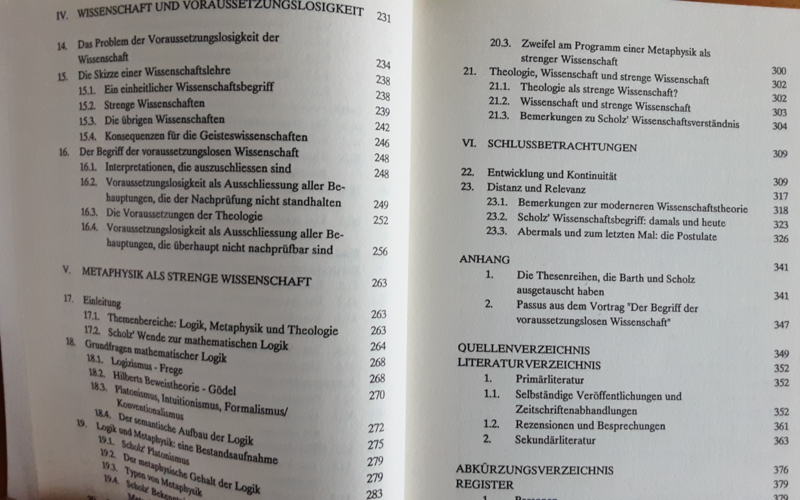 IV. WISSENSCHAFT UND VORAUSSETZUNGSLOSIGKEIT 231
14. Das Problem der Voraussetzungslosigkeit der
Wissenschaft 234
15. Die Skizze einer Wissenschaftslehre 238
15.1. Ein einheitlicher Wissenschaftsbegriff 238
15.2. Strenge Wissenschaften 239
15.3. Die übrigen Wissenschaften 242
15.4. Konsequenzen für die Geisteswissenschaften 246
16. Der Begriff der voraussetzungslosen Wissenschaft 248
16.1. Interpretationen, die auszuschliessen sind 248
16.2. Voraussetzungslosigkeit als Ausschliessung aller Be-
hauptungen, die der Nachprüfung nicht standhalten 249
16.3. Die Voraussetzungen der Theologie 252
16.4. Voraussetzungslosigkeit als Ausschliessung aller Be-
hauptungen, die überhaupt nicht nachprüfbar sind 256
V. METAPHYSIK ALS STRENGE WISSENSCHAFT 263
17. Einleitung 263
17.1. Themenbereiche: Logik, Metaphysik und Theologie 263
17.2. Scholz' Wende zur mathematischen Logik 264
18. Grundfragen mathematischer Logik 268
18.1. Logizismus - Frege 268
18.2. Hilberts Beweistheorie - Gödel 270
18.3. Platonismus, Intuitionismus, Formalismus/
Konventionalismus 272
18.4. Der semantische Aufbau der Logik 275
19. Logik und Metaphysik: eine Bestandsaufnahme 279
19.1. Scholz' Platonismus 279
19.2. Der metaphysische Gehalt der Logik 283
19.3. Typen von Metaphysik
19.4. Scholz'
20.3. Zweifel am Programm einer Metaphysik als
strenger Wissenschaft 300
21. Theologie, Wissenschaft und strenge Wissenschaft 302
21.1. Theologie als strenge Wissenschaft? 302
21.2. Wissenschaft und strenge Wissenschaft 303
21.3. Bemerkungen zu Scholz' Wissenschaftsverständnis 304
VI. SCHLUSSBETRACHTUNGEN 309
22. Entwicklung und Kontinuität 309
23. Distanz und Relevanz 317
23.1. Bemerkungen zur moderneren Wissenschaftstheorie 318
23.2. Scholz' Wissenschaftsbegriff: damals und heute 323
23.3. Abermals und zum letzten Mal: die Postulate 326
ANHANG 341
1. Die Thesenreihen, die Barth und Scholz
ausgetauscht haben 341
2. Passus aus dem Vortrag "Der Begriff der
voraussetzungslosen Wissenschaft" 347
QUELLENVERZEICHNIS 349
LITERATURVERZEICHNIS 352
1. Primärliteratur
1.1. Selbständige Veröffentlichungen und
Zeitschriftenabhandlungen 352
1.2. Rezensionen und Besprechungen 361
2. Sekundärliteratur 363
ABKÜRZUNGSVERZEICHNIS 376
REGISTER 379